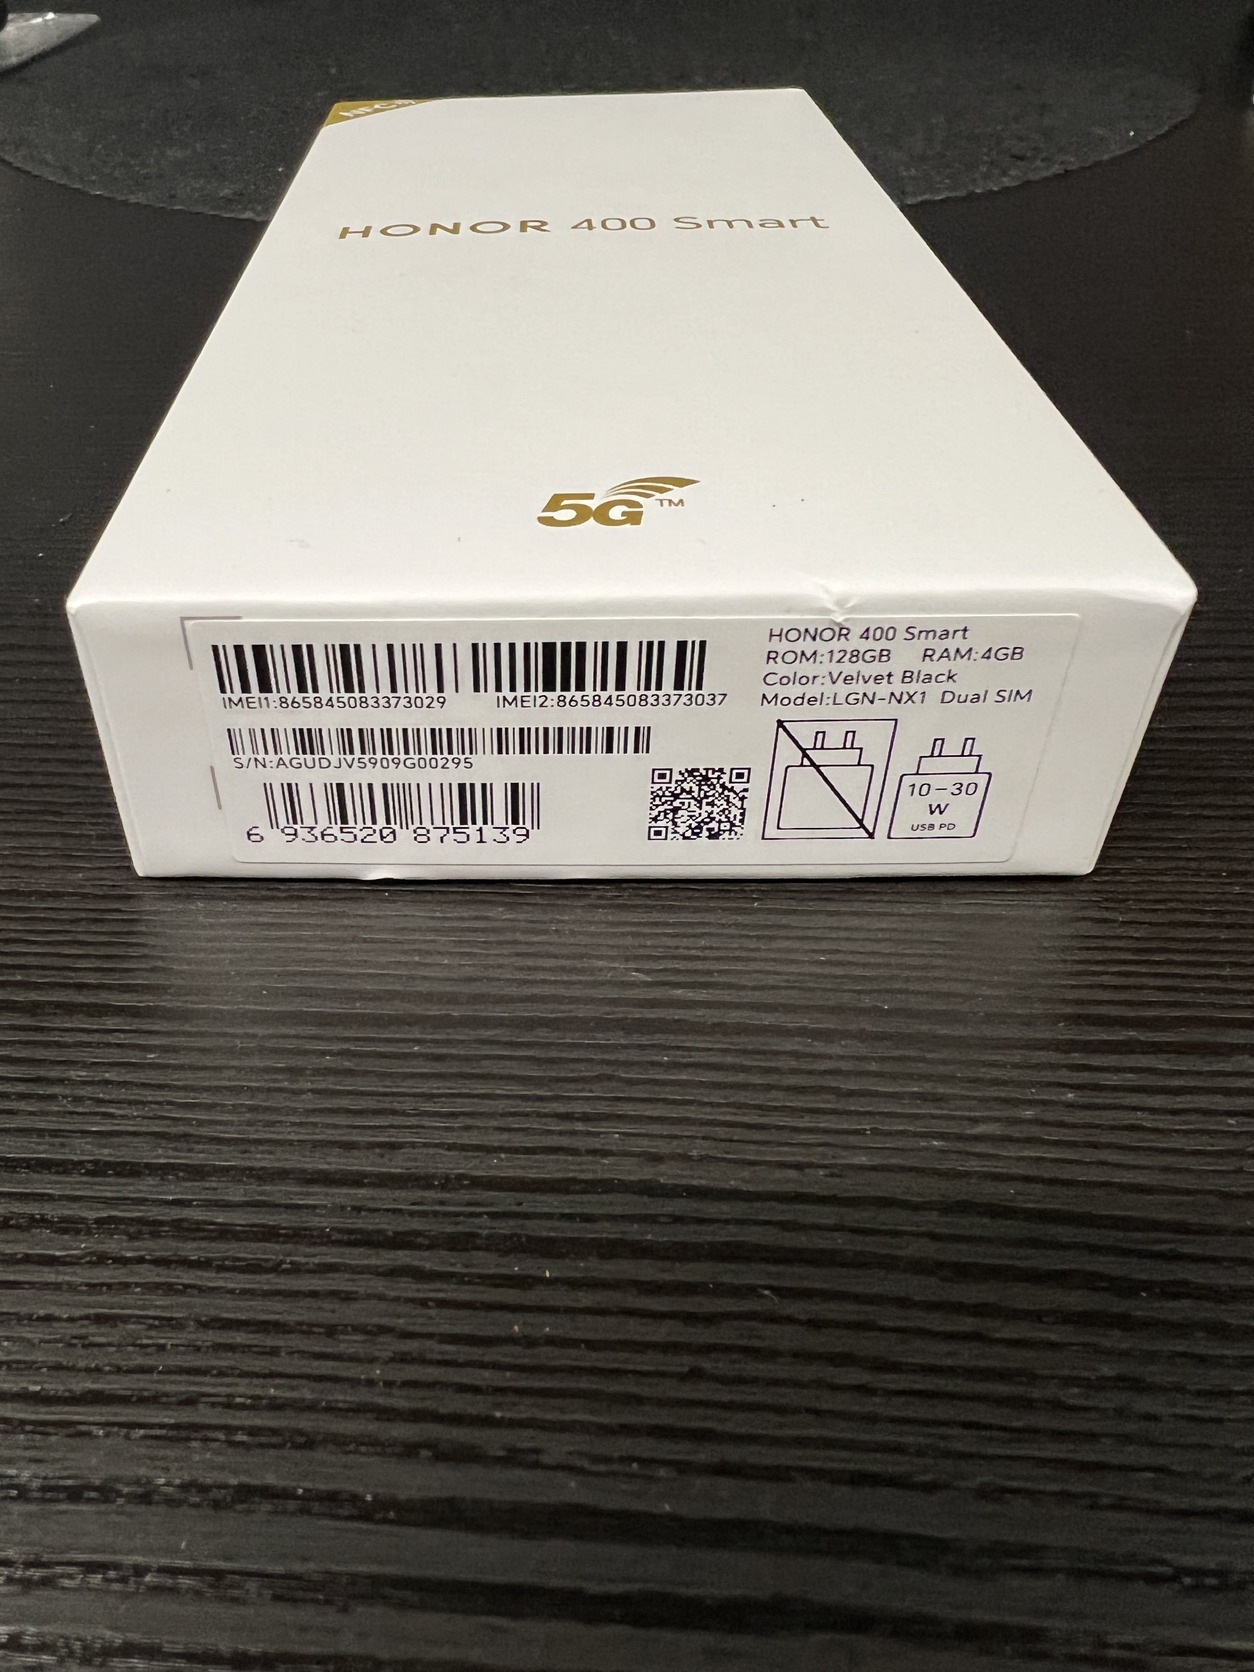 NFC
HONOR 400 Smart
5G™
HONOR 400 Smart
ROM:128GB RAM:4GB
Color:Velvet Black
Model:LGN-NX1 Dual SIM
IMEI1:865845083373029 IMEI2:865845083373037
S/N:AGUDJV5909G00295
6 936520 875139
10-30
W
USB PD